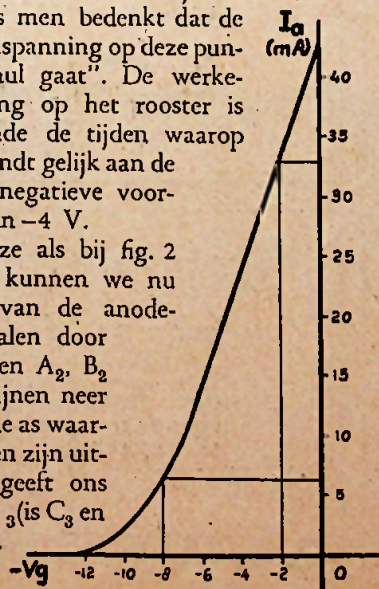 s men bedenkt dat de
spanning op deze pun-
aul gaat”. De werke-
ng op het rooster is
de de tijden waarop
ndt gelijk aan de
negatieve voor-
n –4 V.
ze als bij fig. 2
kunnen we nu
van de anode-
alen door
en A₂, B₂
jnen neer
e as waar-
en zijn uit-
geeft ons
₃(is C₃ en
Ia
(mA)
40
35
30
25
20
15
10
5
-Vg -12 -10 -8 -6 -4 -2 0